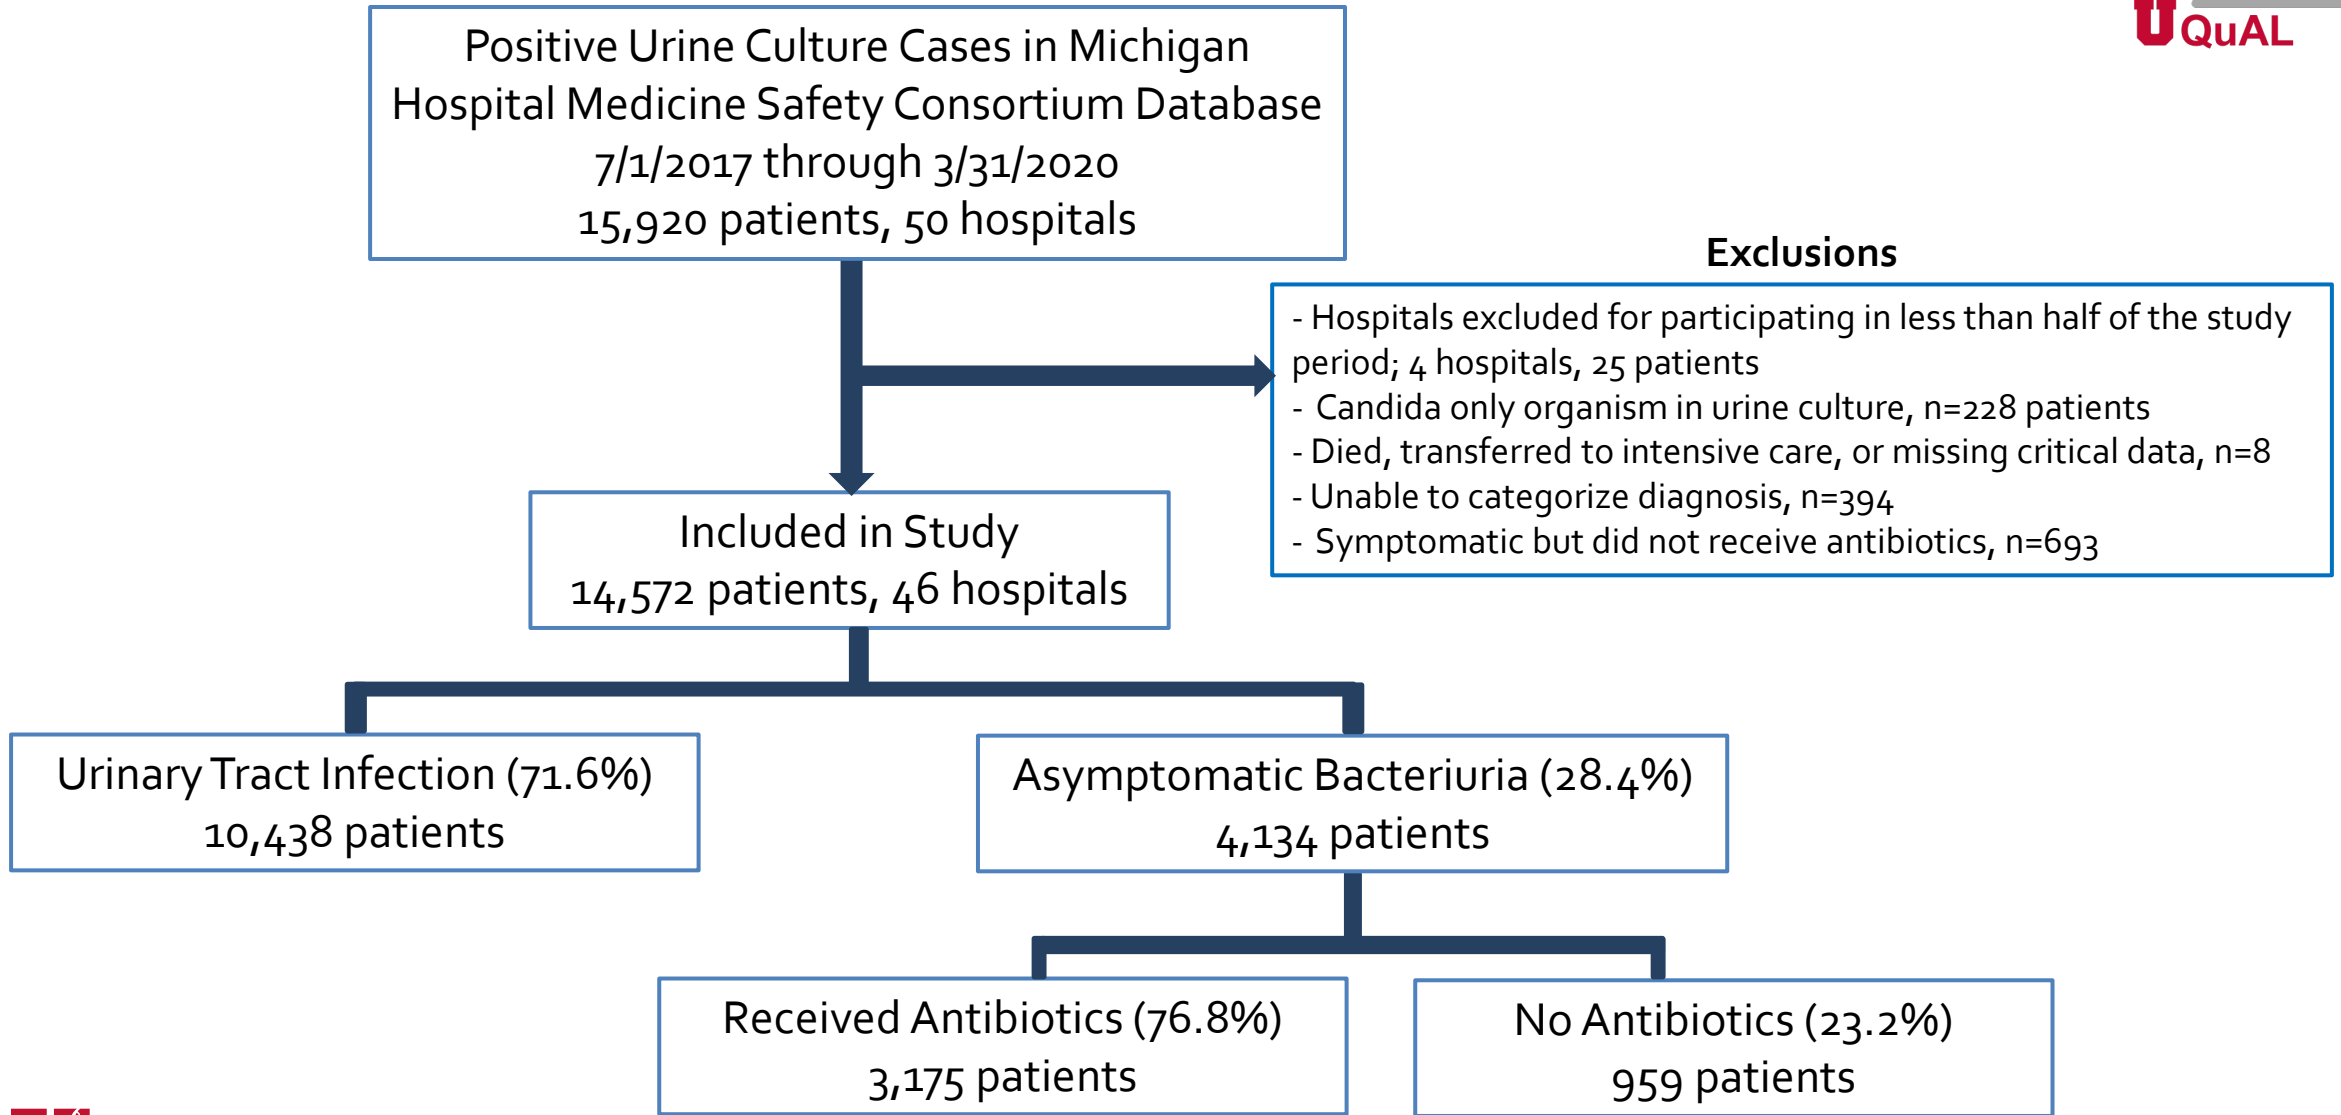 U QuAL
Positive Urine Culture Cases in Michigan
Hospital Medicine Safety Consortium Database
7/1/2017 through 3/31/2020
15,920 patients, 50 hospitals
Exclusions
- Hospitals excluded for participating in less than half of the study
period; 4 hospitals, 25 patients
- Candida only organism in urine culture, n=228 patients
- Died, transferred to intensive care, or missing critical data, n=8
- Unable to categorize diagnosis, n=394
- Symptomatic but did not receive antibiotics, n=693
Included in Study
14,572 patients, 46 hospitals
Urinary Tract Infection (71.6%)
10,438 patients
Asymptomatic Bacteriuria (28.4%)
4,134 patients
Received Antibiotics (76.8%)
3,175 patients
No Antibiotics (23.2%)
959 patients